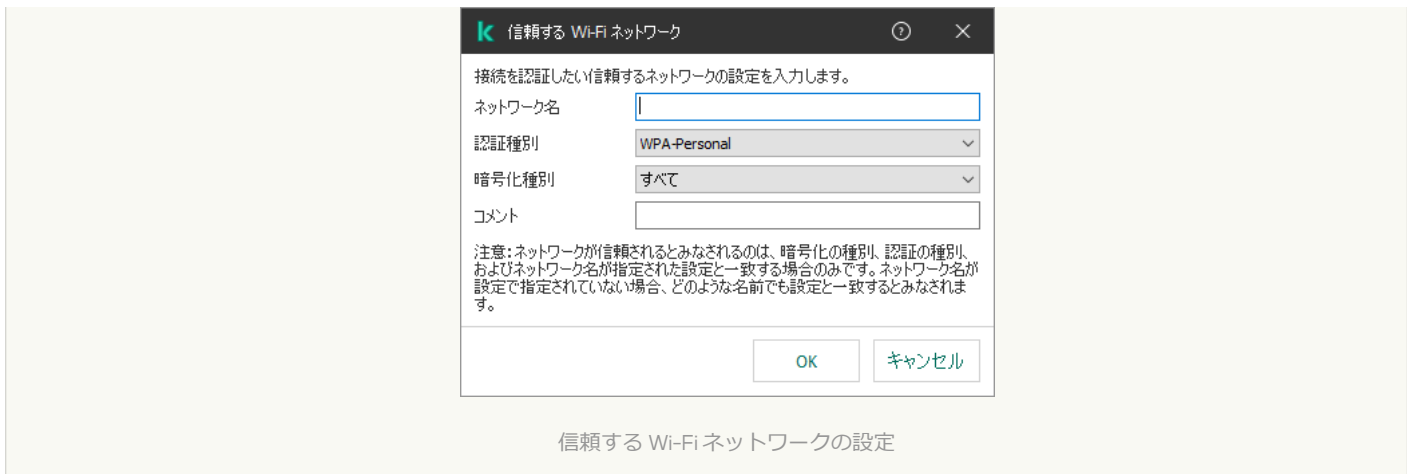 信頼する Wi-Fi ネットワーク
接続を認証したい信頼するネットワークの設定を入力します。
ネットワーク名
認証種別 WPA-Personal
暗号化種別 すべて
コメント
注意: ネットワークが信頼されるとみなされるのは、暗号化の種別、認証の種別、
およびネットワーク名が指定された設定と一致する場合のみです。ネットワーク名が
設定で指定されていない場合、どのような名前でも設定と一致するとみなされま
す。
OK キャンセル
信頼する Wi-Fi ネットワークの設定